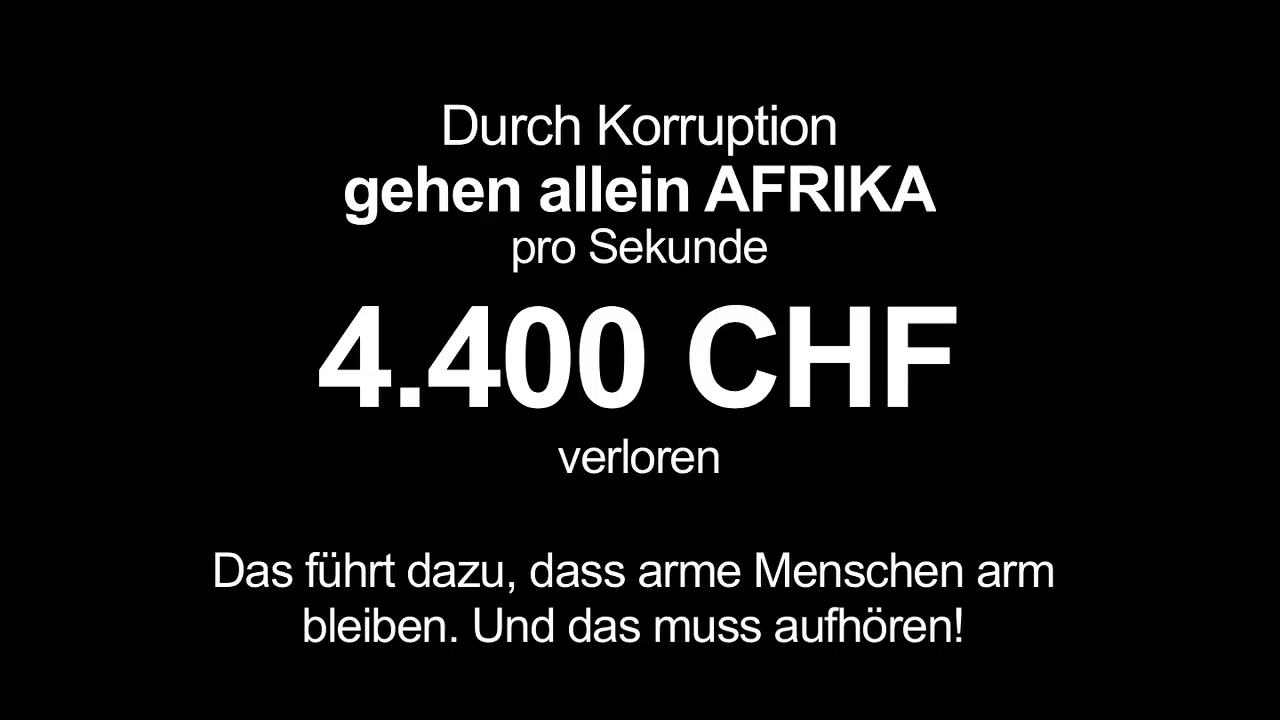 Durch Korruption
gehen allein AFRIKA
pro Sekunde
4.400 CHF
verloren
Das führt dazu, dass arme Menschen arm
bleiben. Und das muss aufhören!